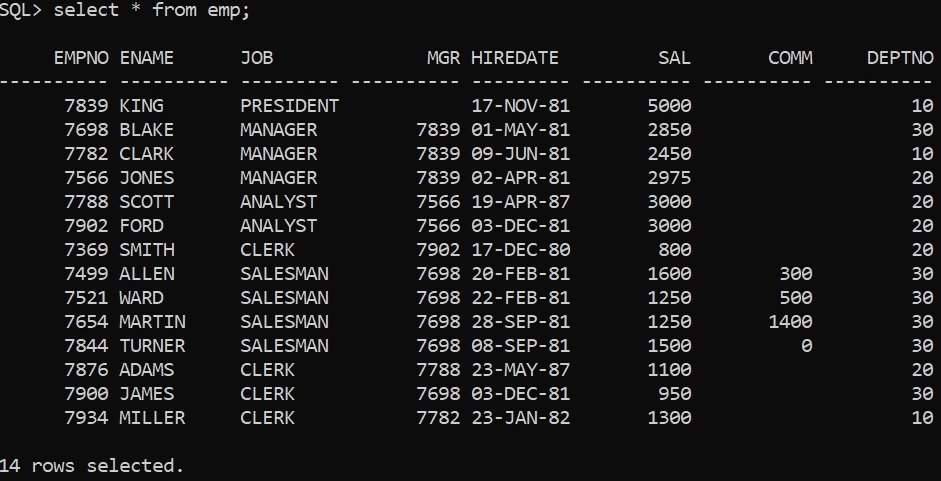 SQL> select * from emp;
     EMPNO ENAME      JOB              MGR HIREDATE         SAL       COMM     DEPTNO
---------- ---------- --------- ---------- --------- ---------- ---------- ----------
      7839 KING       PRESIDENT            17-NOV-81       5000                    10
      7698 BLAKE      MANAGER         7839 01-MAY-81       2850                    30
      7782 CLARK      MANAGER         7839 09-JUN-81       2450                    10
      7566 JONES      MANAGER         7839 02-APR-81       2975                    20
      7788 SCOTT      ANALYST         7566 19-APR-87       3000                    20
      7902 FORD       ANALYST         7566 03-DEC-81       3000                    20
      7369 SMITH      CLERK           7902 17-DEC-80        800                    20
      7499 ALLEN      SALESMAN        7698 20-FEB-81       1600        300         30
      7521 WARD       SALESMAN        7698 22-FEB-81       1250        500         30
      7654 MARTIN     SALESMAN        7698 28-SEP-81       1250       1400         30
      7844 TURNER     SALESMAN        7698 08-SEP-81       1500          0         30
      7876 ADAMS      CLERK           7788 23-MAY-87       1100                    20
      7900 JAMES      CLERK           7698 03-DEC-81        950                    30
      7934 MILLER     CLERK           7782 23-JAN-82       1300                    10
14 rows selected.